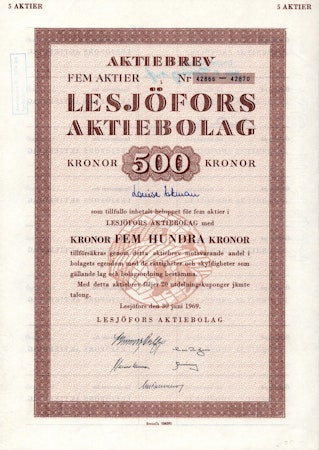 5 AKTIER
5 AKTIER
AKTIEBREV
FEM AKTIER i Nr 42866 — 42870
LESJÖFORS
AKTIEBOLAG
KRONOR 500 KRONOR
Louise
som tillfullo inbetalt beloppet för fem aktier i
LESJÖFORS AKTIEBOLAG med
KRONOR FEM HUNDRA KRONOR
tillförsäkras genom detta aktiebrev motsvarande andel i
bolagets egendom med de rättigheter och skyldigheter som
gällande lag och bolagsordning bestämma.
Med detta aktiebrev följer 20 utdelningskuponger jämte
talong.
Lesjöfors den 30 juni 1969.
LESJÖFORS AKTIEBOLAG